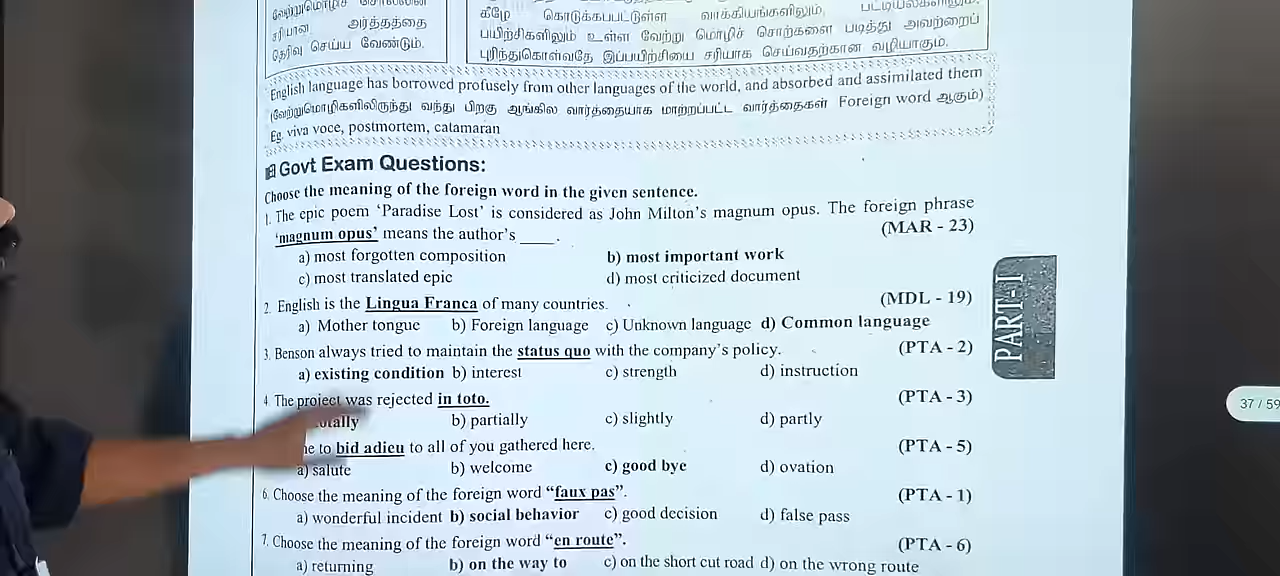 வேற்றுமொழிச் சொல்லின்
சரியான அர்த்தத்தை
தெரிவு செய்ய வேண்டும்.
கீழே கொடுக்கப்பட்டுள்ள வாக்கியங்களிலும், பட்டியல்களிலும்,
பயிற்சிகளிலும் உள்ள வேற்று மொழிச் சொற்களை படித்து அவற்றைப்
புரிந்துகொள்வதே இப்பயிற்சியை சரியாக செய்வதற்கான வழியாகும்.
English language has borrowed profusely from other languages of the world, and absorbed and assimilated them
(வேற்றுமொழிகளிலிருந்து வந்து பிறகு ஆங்கில வார்த்தையாக மாற்றப்பட்ட வார்த்தைகள் Foreign word ஆகும்)
Eg. viva voce, postmortem, catamaran
Govt Exam Questions:
Choose the meaning of the foreign word in the given sentence.
1. The epic poem ‘Paradise Lost’ is considered as John Milton’s magnum opus. The foreign phrase
‘magnum opus’ means the author’s ____. (MAR - 23)
a) most forgotten composition b) most important work
c) most translated epic d) most criticized document
2. English is the Lingua Franca of many countries. (MDL - 19)
a) Mother tongue b) Foreign language c) Unknown language d) Common language
3. Benson always tried to maintain the status quo with the company’s policy. (PTA - 2)
a) existing condition b) interest c) strength d) instruction
4 The project was rejected in toto. (PTA - 3)
b) partially c) slightly d) partly
to bid adieu to all of you gathered here. (PTA - 5)
a) salute b) welcome c) good bye d) ovation
6. Choose the meaning of the foreign word “faux pas”. (PTA - 1)
a) wonderful incident b) social behavior c) good decision d) false pass
7. Choose the meaning of the foreign word “en route”. (PTA - 6)
a) returning b) on the way to c) on the short cut road d) on the wrong route
PART-I
37 / 59